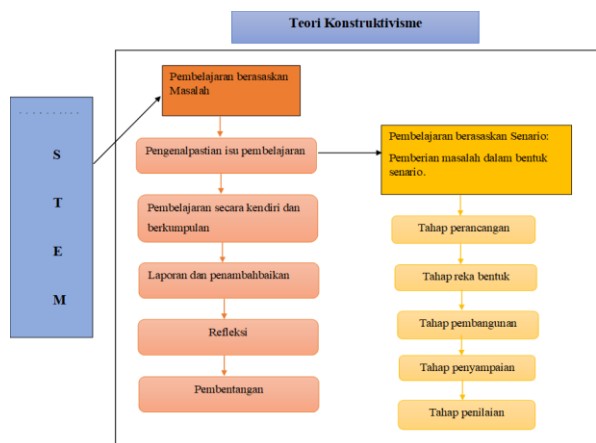 Teori Konstruktivisme
S
T
E
M
Pembelajaran berasaskan
Masalah
Pengenalpastian isu pembelajaran
Pembelajaran secara kendiri dan
berkumpulan
Laporan dan penambahbaikan
Refleksi
Pembentangan
Pembelajaran berasaskan Senario:
Pemberian masalah dalam bentuk
senario.
Tahap perancangan
Tahap reka bentuk
Tahap pembangunan
Tahap penyampaian
Tahap penilaian